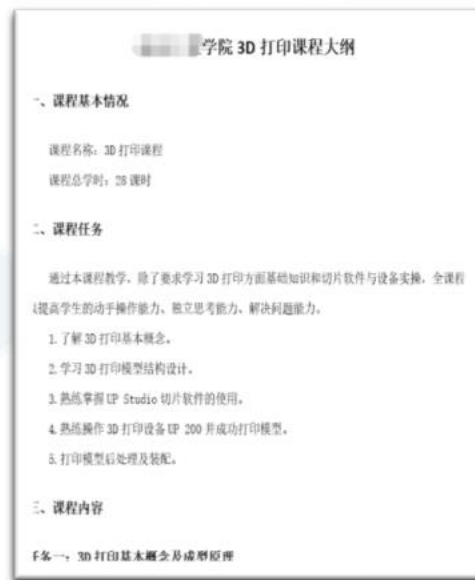 学院 3D 打印课程大纲
一、课程基本情况
课程名称：3D 打印课程
课程总学时：28 课时
二、课程任务
通过本课程教学，除了要求学习 3D 打印方面基础知识和切片软件与设备实操，全课程
以提高学生的动手操作能力、独立思考能力、解决问题能力。
1. 了解 3D 打印基本概念。
2. 学习 3D 打印模型结构设计。
3. 熟练掌握 UP Studio 切片软件的使用。
4. 熟练操作 3D 打印设备 UP 200 并成功打印模型。
5. 打印模型后处理及装配。
三、课程内容
任务一：3D 打印基本概念及成型原理